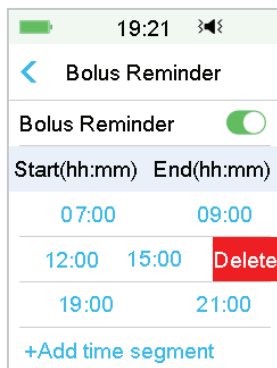 19:21
Bolus Reminder
Bolus Reminder
Start(hh:mm) End(hh:mm)
07:00 09:00
12:00 15:00 Delete
19:00 21:00
+Add time segment